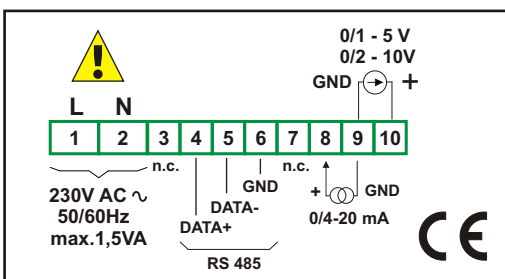 0/1 - 5 V
0/2 - 10V
GND +
L N
1 2 3 4 5 6 7 8 9 10
n.c. n.c.
230V AC ∿
50/60Hz
max.1,5VA
DATA+
DATA-
GND
RS 485
+ GND
0/4-20 mA
CE